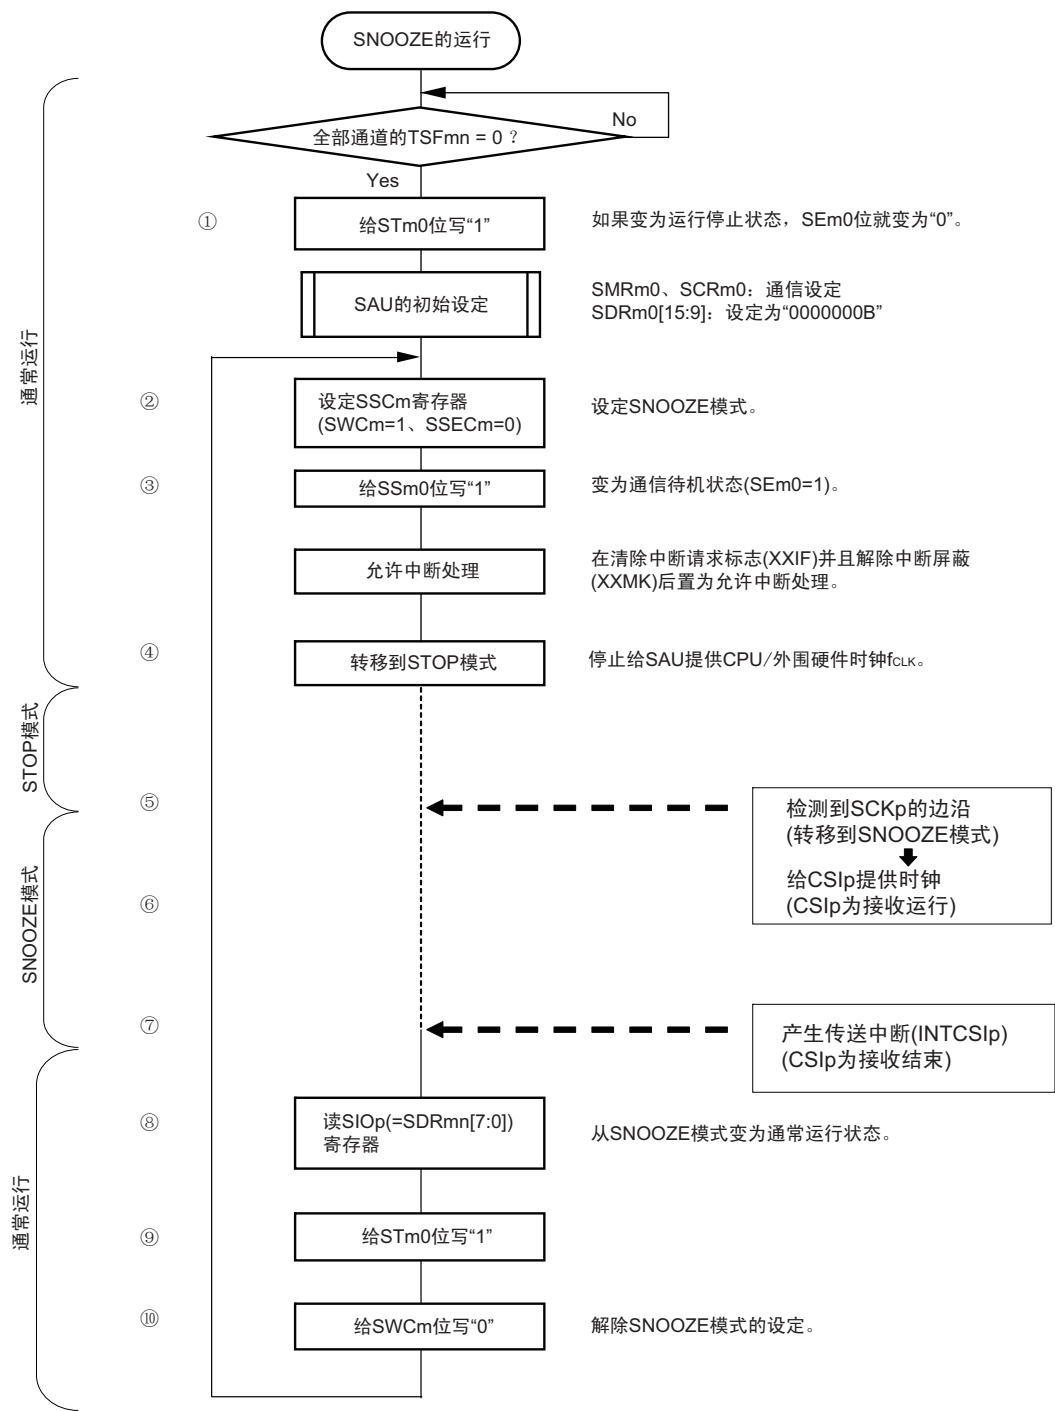 SNOOZE的运行
No
全部通道的TSFmn = 0 ?
Yes
① 给STm0位写“1” 如果变为运行停止状态，SEm0位就变为“0”。
SAU的初始设定
SMRm0、SCRm0：通信设定
SDRm0[15:9]：设定为“0000000B”
通常运行
② 设定SSCm寄存器
(SWCm=1、SSECm=0)
设定SNOOZE模式。
③ 给SSm0位写“1” 变为通信待机状态(SEm0=1)。
允许中断处理
在清除中断请求标志(XXIF)并且解除中断屏蔽
(XXMK)后置为允许中断处理。
④ 转移到STOP模式 停止给SAU提供CPU/外围硬件时钟fCLK。
STOP模式
⑤
检测到SCKp的边沿
(转移到SNOOZE模式)
给CSIp提供时钟
(CSIp为接收运行)
⑥
SNOOZE模式
⑦
产生传送中断(INTCSIp)
(CSIp为接收结束)
⑧ 读SIOp(=SDRmn[7:0])
寄存器
从SNOOZE模式变为通常运行状态。
通常运行
⑨ 给STm0位写“1”
⑩ 给SWCm位写“0” 解除SNOOZE模式的设定。